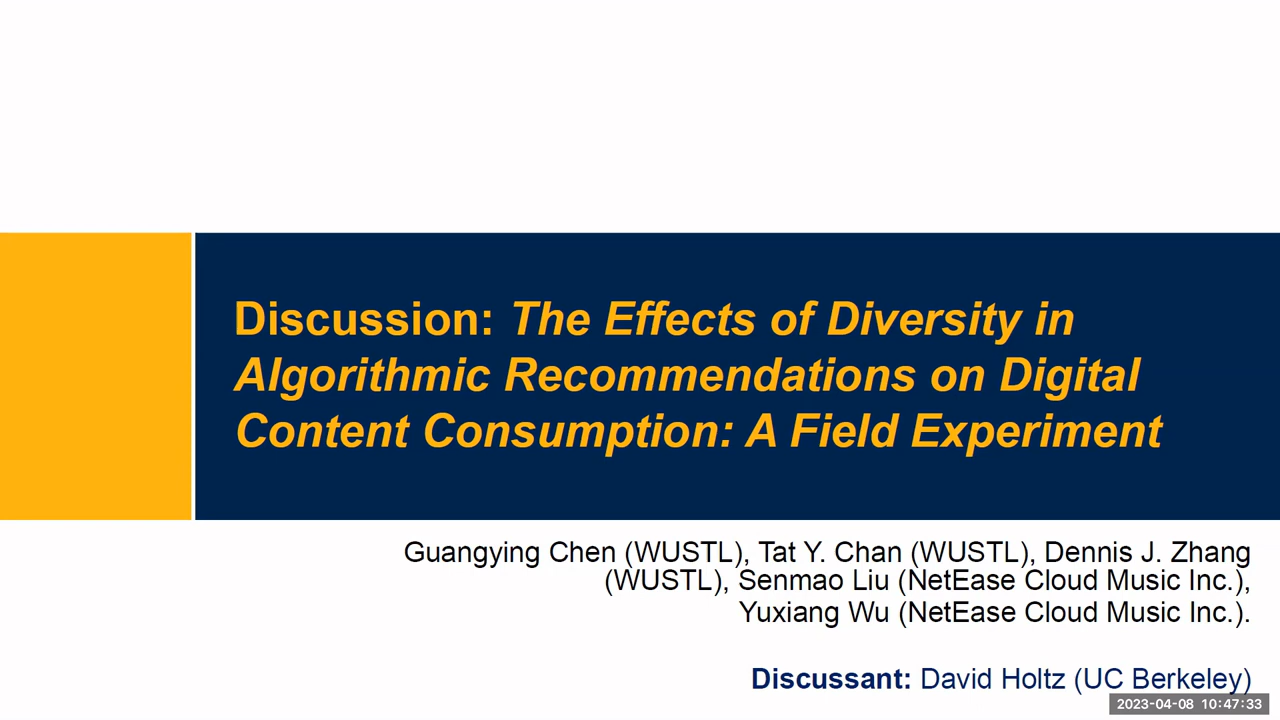 Discussion: The Effects of Diversity in
Algorithmic Recommendations on Digital
Content Consumption: A Field Experiment
Guangying Chen (WUSTL), Tat Y. Chan (WUSTL), Dennis J. Zhang
(WUSTL), Senmao Liu (NetEase Cloud Music Inc.),
Yuxiang Wu (NetEase Cloud Music Inc.).
Discussant: David Holtz (UC Berkeley)
2023-04-08 10:47:33